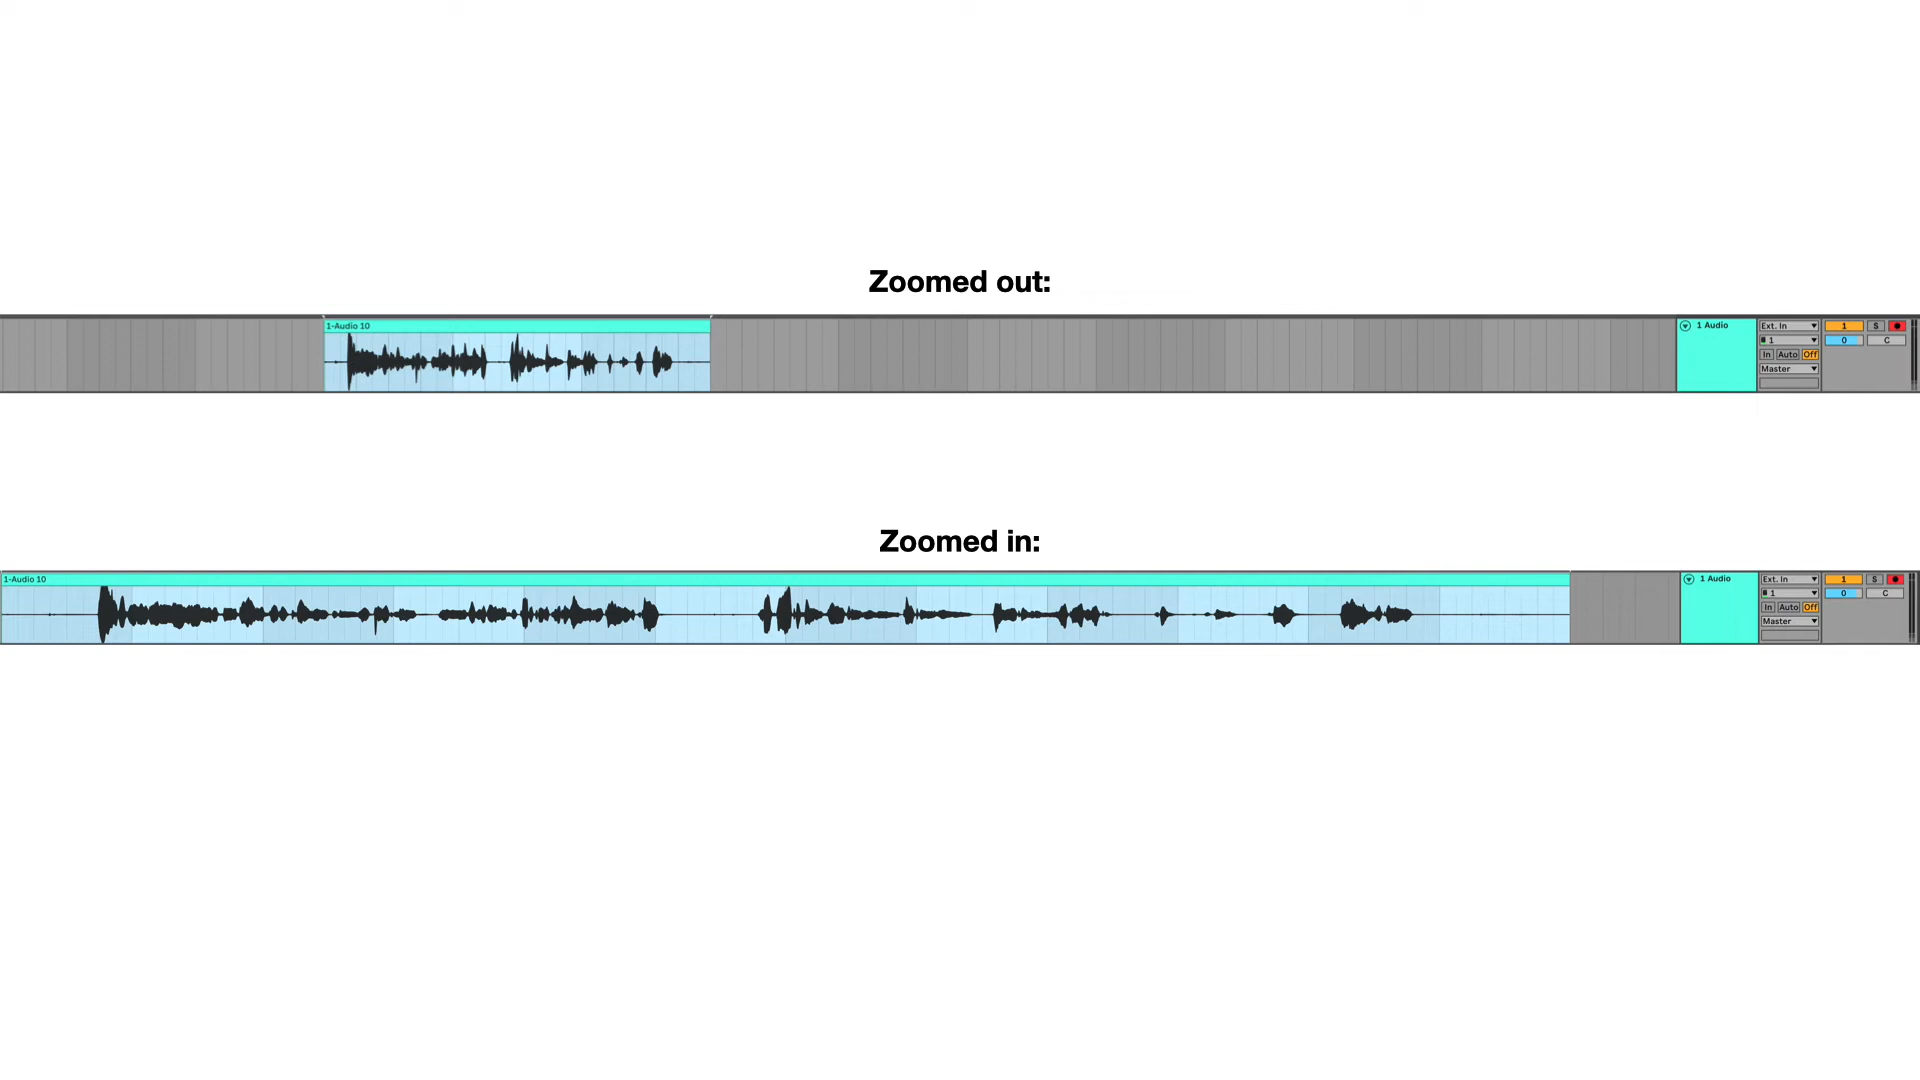 Zoomed out:
1-Audio 10
1 Audio
Ext. In
1 S
1
0 C
In Auto Off
Master
Zoomed in:
1-Audio 10
1 Audio
Ext. In
1 S
1
0 C
In Auto Off
Master